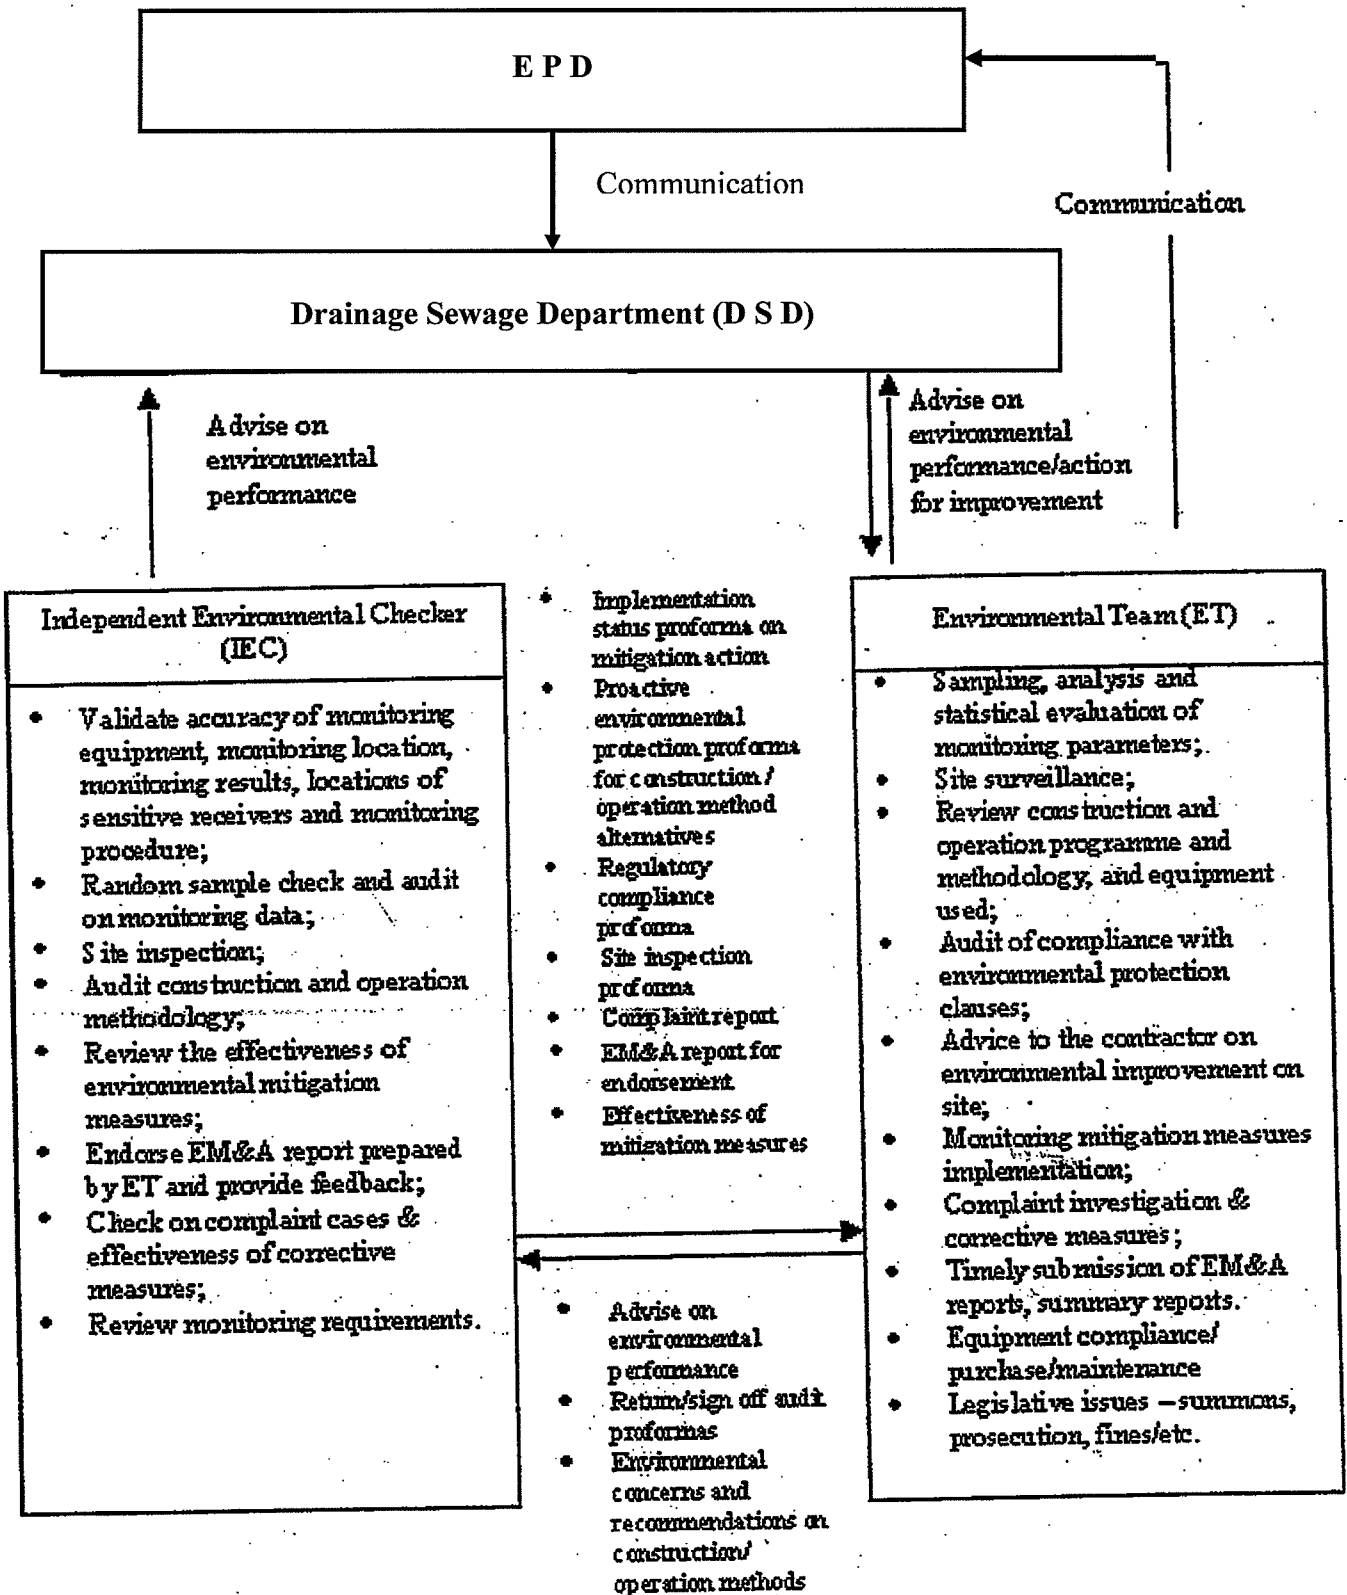 E P D
Communication
Communication
Drainage Sewage Department (D S D)
Advise on
environmental
performance
Advise on
environmental
performance/action
for improvement
Independent Environmental Checker
(IEC)
• Validate accuracy of monitoring
equipment, monitoring location,
monitoring results, locations of
sensitive receivers and monitoring
procedure;
• Random sample check and audit
on monitoring data;
• Site inspection;
• Audit construction and operation
methodology;
• Review the effectiveness of
environmental mitigation
measures;
• Endorse EM&A report prepared
by ET and provide feedback;
• Check on complaint cases &
effectiveness of corrective
measures;
• Review monitoring requirements.
• Implementation
status proforma on
mitigation action
• Proactive
environmental
protection proforma
for construction/
operation method
alternatives
• Regulatory
compliance
proforma
• Site inspection
proforma
• Complaint report
• EM&A report for
endorsement
• Effectiveness of
mitigation measures
• Advise on
environmental
performance
• Return/sign off audit
proformas
• Environmental
concerns and
recommendations on
construction/
operation methods
Environmental Team (ET)
• Sampling, analysis and
statistical evaluation of
monitoring parameters;
• Site surveillance;
• Review construction and
operation programme and
methodology, and equipment
used;
• Audit of compliance with
environmental protection
clauses;
• Advice to the contractor on
environmental improvement on
site;
• Monitoring mitigation measures
implementation;
• Complaint investigation &
corrective measures;
• Timely submission of EM&A
reports, summary reports.
• Equipment compliance/
purchase/maintenance
• Legislative issues – summons,
prosecution, fines/etc.